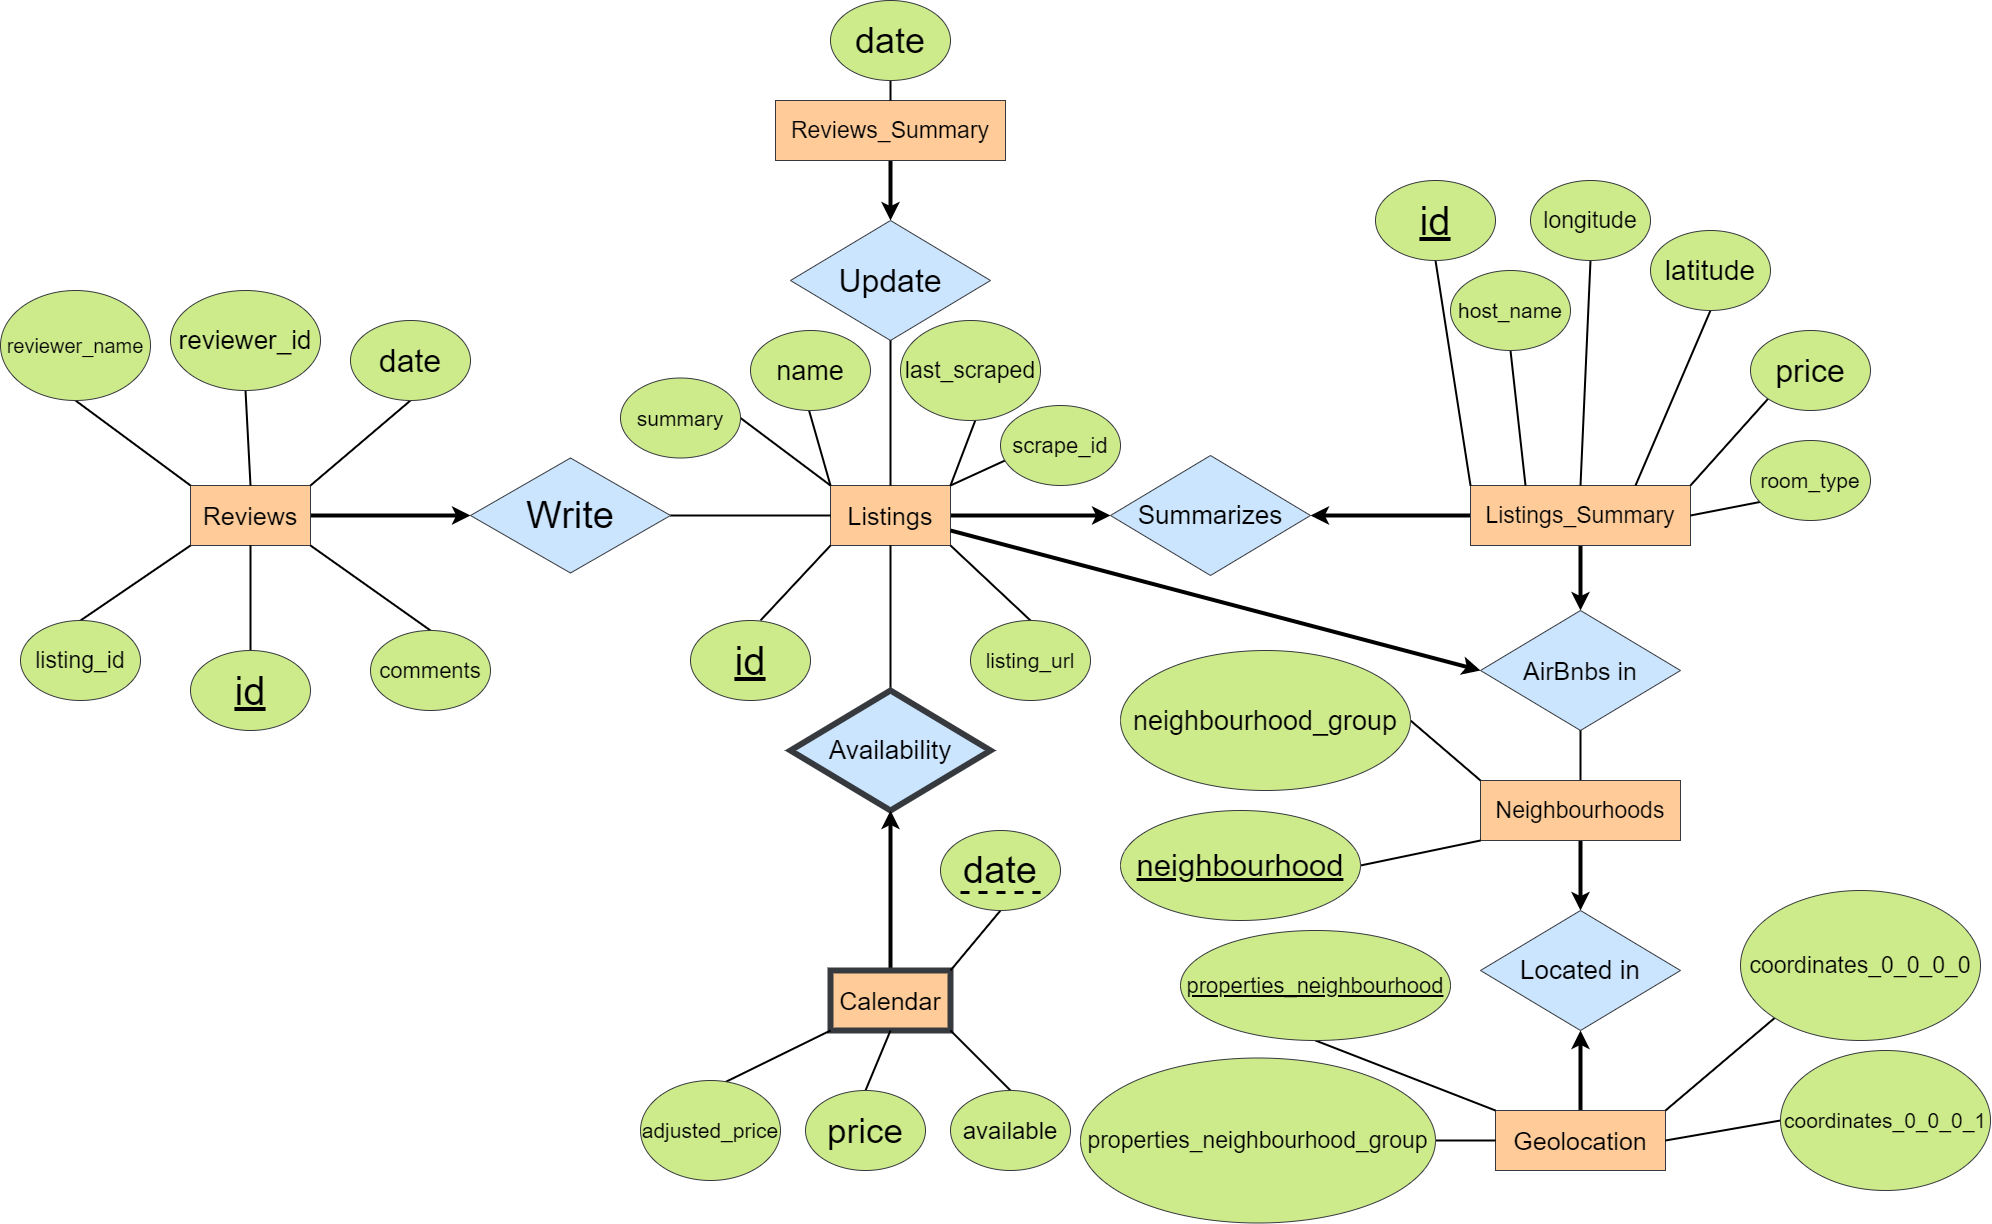 date
Reviews_Summary
Update
id
longitude
latitude
host_name
price
room_type
reviewer_name
reviewer_id
date
summary
name
last_scraped
scrape_id
Reviews
Write
Listings
Summarizes
Listings_Summary
listing_id
id
comments
id
listing_url
AirBnbs in
Availability
neighbourhood_group
Neighbourhoods
neighbourhood
date
Calendar
properties_neighbourhood
Located in
coordinates_0_0_0_0
adjusted_price
price
available
properties_neighbourhood_group
Geolocation
coordinates_0_0_0_1